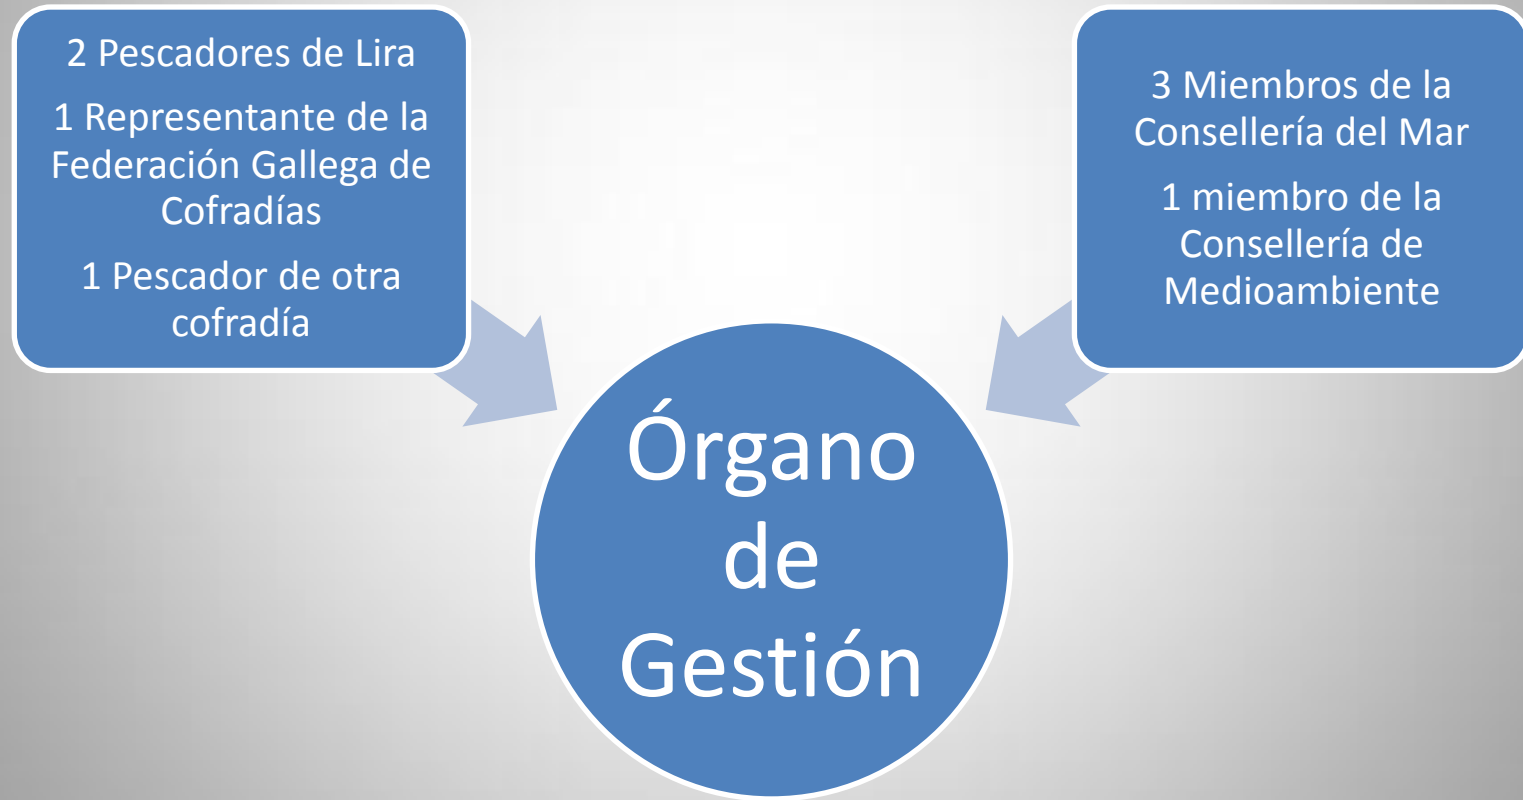 2 Pescadores de Lira
1 Representante de la
Federación Gallega de
Cofradías
1 Pescador de otra
cofradía
3 Miembros de la
Consellería del Mar
1 miembro de la
Consellería de
Medioambiente
Órgano
de
Gestión